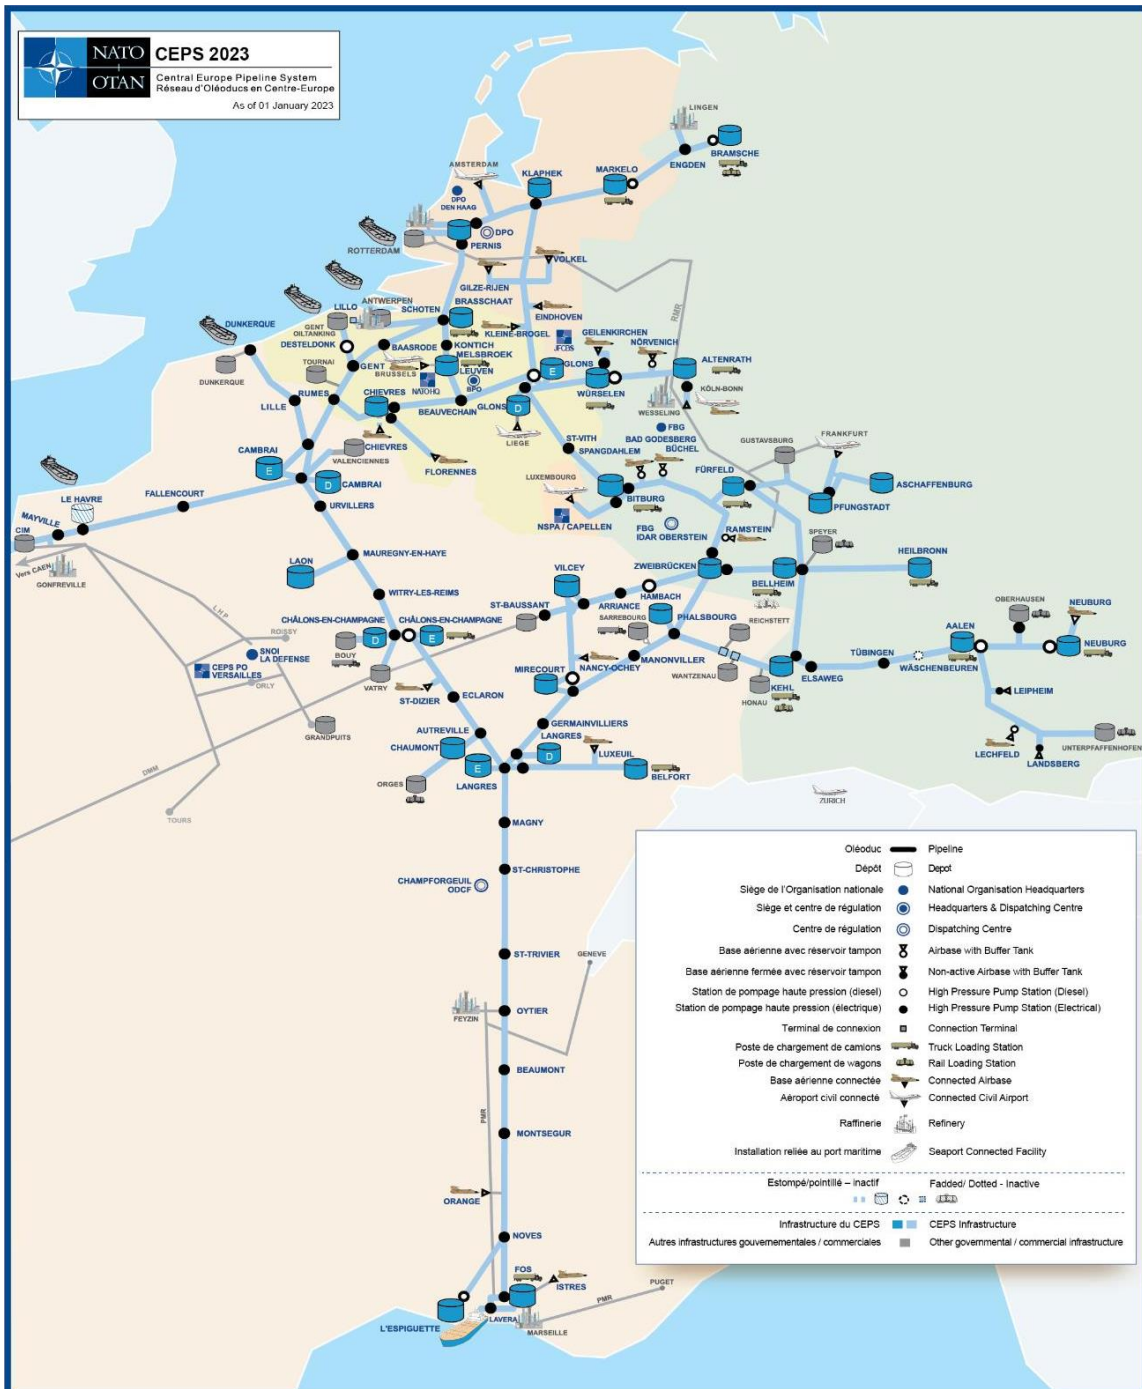 NATO
OTAN
CEPS 2023
Central Europe Pipeline System
Réseau d'Oléoducs en Centre-Europe
As of 01 January 2023
LINGEN
BRAMSCHE
ENGDEN
MARKELO
KLAPHEK
AMSTERDAM
DPO
DEN HAAG
DPO
PERNIS
ROTTERDAM
VOLKEL
GILZE-RIJEN
EINDHOVEN
RMR
ANTWERPEN
LILLO
SCHOTEN
BRASSCHAAT
KLEINE-BROGEL
GENT
OILTANKING
DESTELDONK
DUNKERQUE
DUNKERQUE
TOURNAI
BAASRODE
KONTICH
MELSBROEK
GENT
BRUSSELS
LEUVEN
NATO HQ
BPO
JFCBS
GEILENKIRCHEN
NÖRVENICH
ALTENRATH
GLONS
E
WÜRSELEN
KÖLN-BONN
WESSELING
LILLE
RUMES
CHIEVRES
BEAUVECHAIN
GLONS
D
LIEGE
FBG
BAD GODESBERG
ST-VITH
SPANGDAHLEM
BÜCHEL
GUSTAVSBURG
FRANKFURT
CAMBRAI
E
CHIEVRES
VALENCIENNES
FLORENNES
D
CAMBRAI
LUXEMBOURG
BITBURG
FÜRFELD
ASCHAFFENBURG
PFUNGSTADT
LE HAVRE
FALLENCOURT
URVILLERS
MAYVILLE
CIM
NSPA / CAPELLEN
FBG
IDAR OBERSTEIN
RAMSTEIN
SPEYER
Vers CAEN
GONFREVILLE
LAON
MAUREGNY-EN-HAYE
VILCEY
ZWEIBRÜCKEN
HEILBRONN
BELLHEIM
WITRY-LES-REIMS
HAMBACH
ST-BAUSSANT
ARRIANCE
PHALSBOURG
OBERHAUSEN
NEUBURG
LHP
ROISSY
CHÂLONS-EN-CHAMPAGNE
CHÂLONS-EN-CHAMPAGNE
D
E
SARREBOURG
REICHSTETT
AALEN
NEUBURG
SNOI
LA DEFENSE
BOUY
MANONVILLER
TÜBINGEN
CEPS PO
VERSAILLES
ORLY
VATRY
MIRECOURT
NANCY-OCHEY
WANTZENAU
KEHL
ELSAWEG
WÄSCHENBEUREN
ST-DIZIER
ECLARON
HONAU
LEIPHEIM
GRANDPUITS
GERMAINVILLIERS
AUTREVILLE
CHAUMONT
LANGRES
D
LUXEUIL
LECHFELD
LANDSBERG
UNTERPFAFFENHOFEN
DMM
E
LANGRES
BELFORT
ORGES
ZURICH
TOURS
MAGNY
ST-CHRISTOPHE
CHAMPFORGEUIL
ODCF
ST-TRIVIER
GENEVE
FEYZIN
OYTIER
BEAUMONT
PMR
MONTSEGUR
ORANGE
NOVES
FOS
ISTRES
PUGET
PMR
L'ESPIGUETTE
LAVERA
MARSEILLE
Oléoduc Pipeline
Dépôt Depot
Siège de l'Organisation nationale National Organisation Headquarters
Siège et centre de régulation Headquarters & Dispatching Centre
Centre de régulation Dispatching Centre
Base aérienne avec réservoir tampon Airbase with Buffer Tank
Base aérienne fermée avec réservoir tampon Non-active Airbase with Buffer Tank
Station de pompage haute pression (diesel) High Pressure Pump Station (Diesel)
Station de pompage haute pression (électrique) High Pressure Pump Station (Electrical)
Terminal de connexion Connection Terminal
Poste de chargement de camions Truck Loading Station
Poste de chargement de wagons Rail Loading Station
Base aérienne connectée Connected Airbase
Aéroport civil connecté Connected Civil Airport
Raffinerie Refinery
Installation reliée au port maritime Seaport Connected Facility
Estompé/pointillé – inactif Fadded/ Dotted - Inactive
Infrastructure du CEPS CEPS Infrastructure
Autres infrastructures gouvernementales / commerciales Other governmental / commercial infrastructure